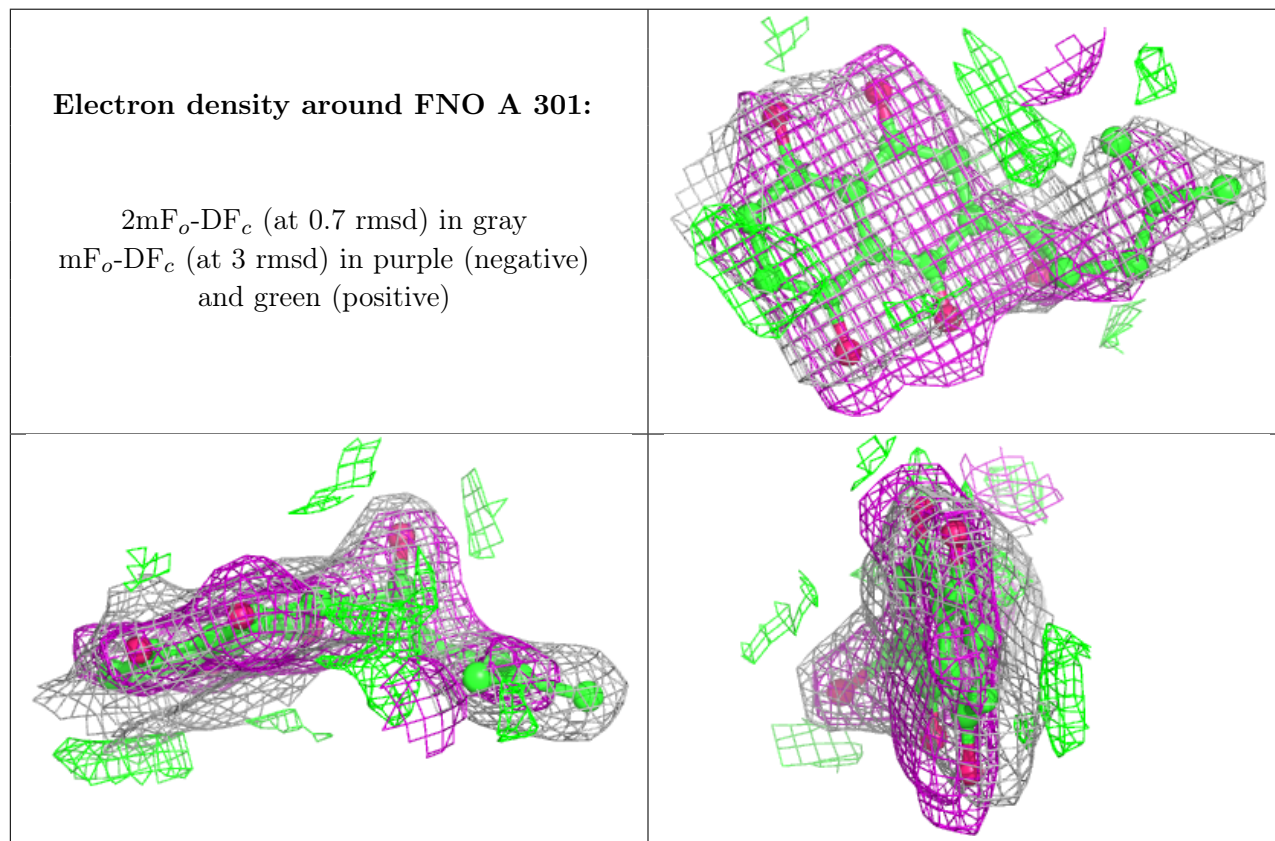 Electron density around FNO A 301:
2mFo-DFc (at 0.7 rmsd) in gray
mFo-DFc (at 3 rmsd) in purple (negative)
and green (positive)